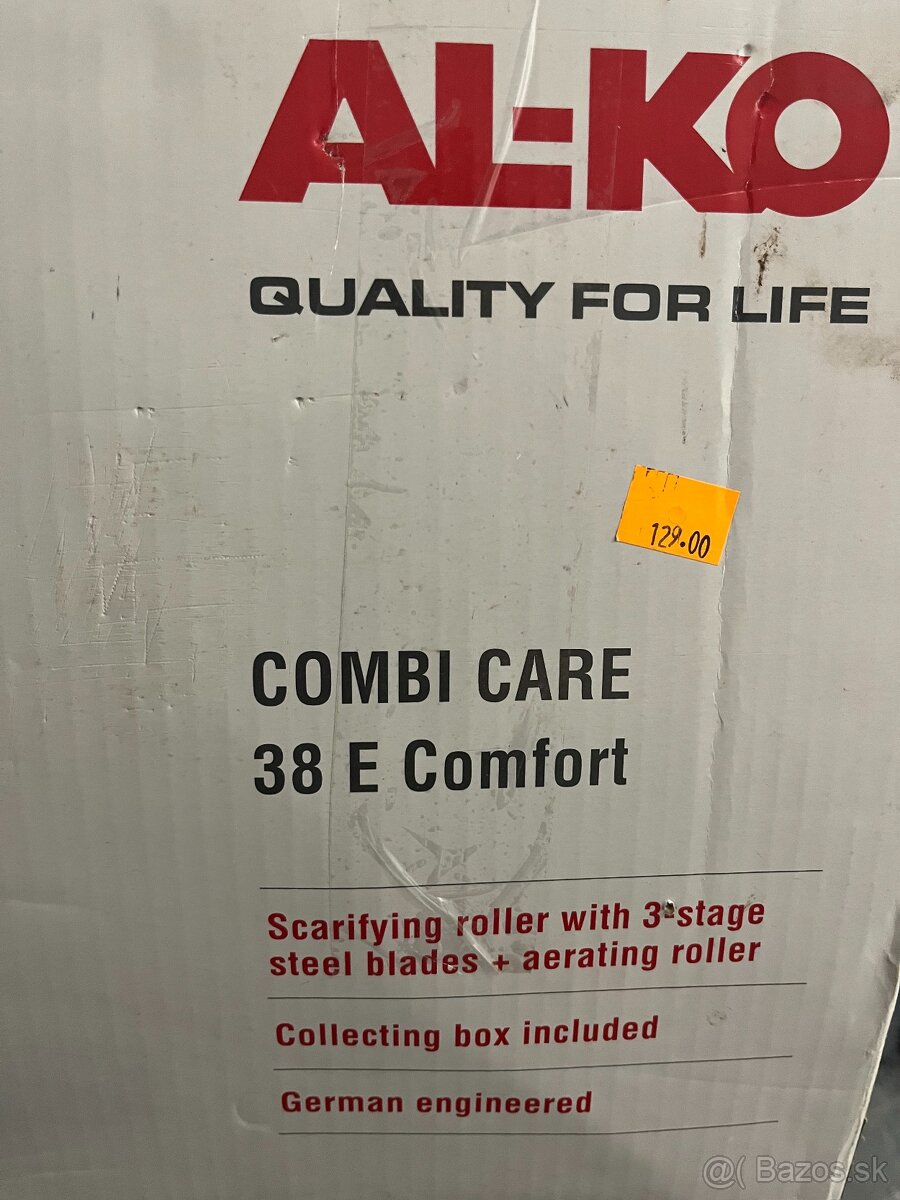 AL-KO
QUALITY FOR LIFE
129.00
COMBI CARE
38 E Comfort
Scarifying roller with 3-stage
steel blades + aerating roller
Collecting box included
German engineered
@( Bazos.sk